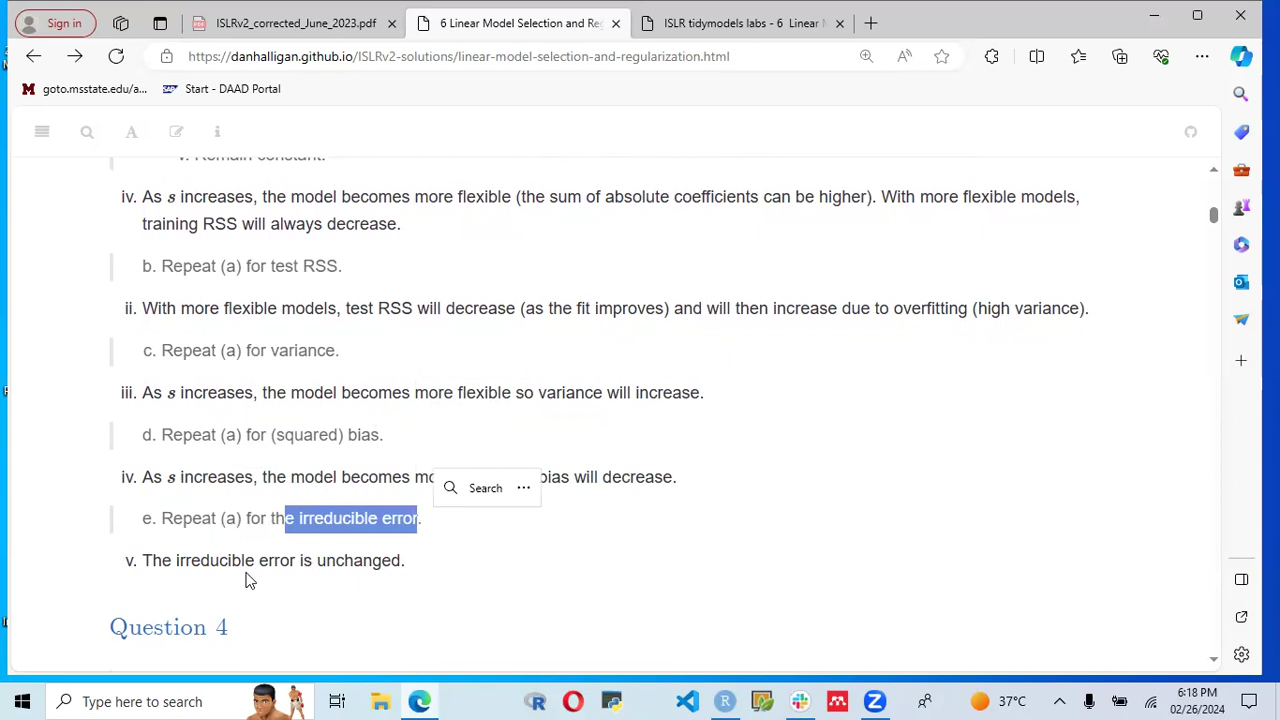 Sign in
ISLRv2_corrected_June_2023.pdf
6 Linear Model Selection and Re
ISLR tidymodels labs - 6 Linear M
https://danhalligan.github.io/ISLRv2-solutions/linear-model-selection-and-regularization.html
goto.msstate.edu/a...
Start - DAAD Portal
v. Remain constant.
iv. As s increases, the model becomes more flexible (the sum of absolute coefficients can be higher). With more flexible models,
training RSS will always decrease.
b. Repeat (a) for test RSS.
ii. With more flexible models, test RSS will decrease (as the fit improves) and will then increase due to overfitting (high variance).
c. Repeat (a) for variance.
iii. As s increases, the model becomes more flexible so variance will increase.
d. Repeat (a) for (squared) bias.
iv. As s increases, the model becomes mo bias will decrease.
Search
e. Repeat (a) for the irreducible error.
v. The irreducible error is unchanged.
Question 4
Type here to search
37°C
6:18 PM
02/26/2024